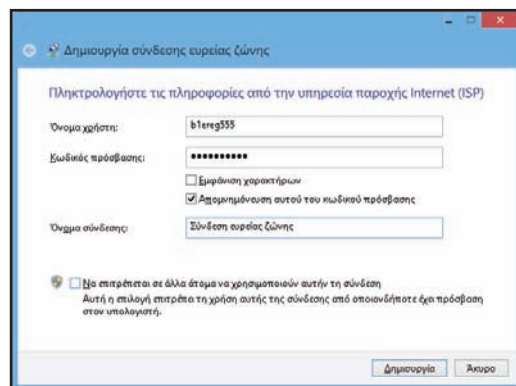 Δημιουργία σύνδεσης ευρείας ζώνης
Πληκτρολογήστε τις πληροφορίες από την υπηρεσία παροχής Internet (ISP)
Όνομα χρήστη: b1ereg555
Κωδικός πρόσβασης: ••••••••••
Εμφάνιση χαρακτήρων
Απομνημόνευση αυτού του κωδικού πρόσβασης
Όνομα σύνδεσης: Σύνδεση ευρείας ζώνης
Να επιτρέπεται σε άλλα άτομα να χρησιμοποιούν αυτήν τη σύνδεση
Αυτή η επιλογή επιτρέπει τη χρήση αυτής της σύνδεσης από οποιονδήποτε έχει πρόσβαση
στον υπολογιστή.
Δημιουργία Άκυρο